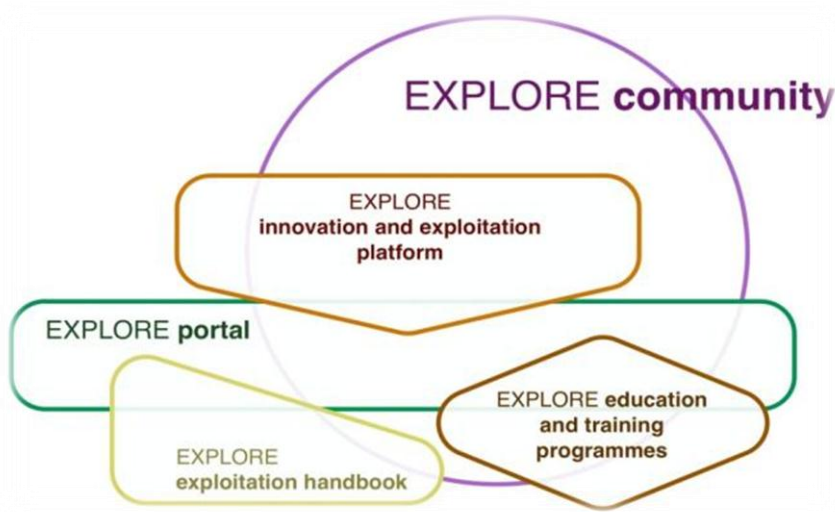 EXPLORE community
EXPLORE
innovation and exploitation
platform
EXPLORE portal
EXPLORE education
and training
programmes
EXPLORE
exploitation handbook